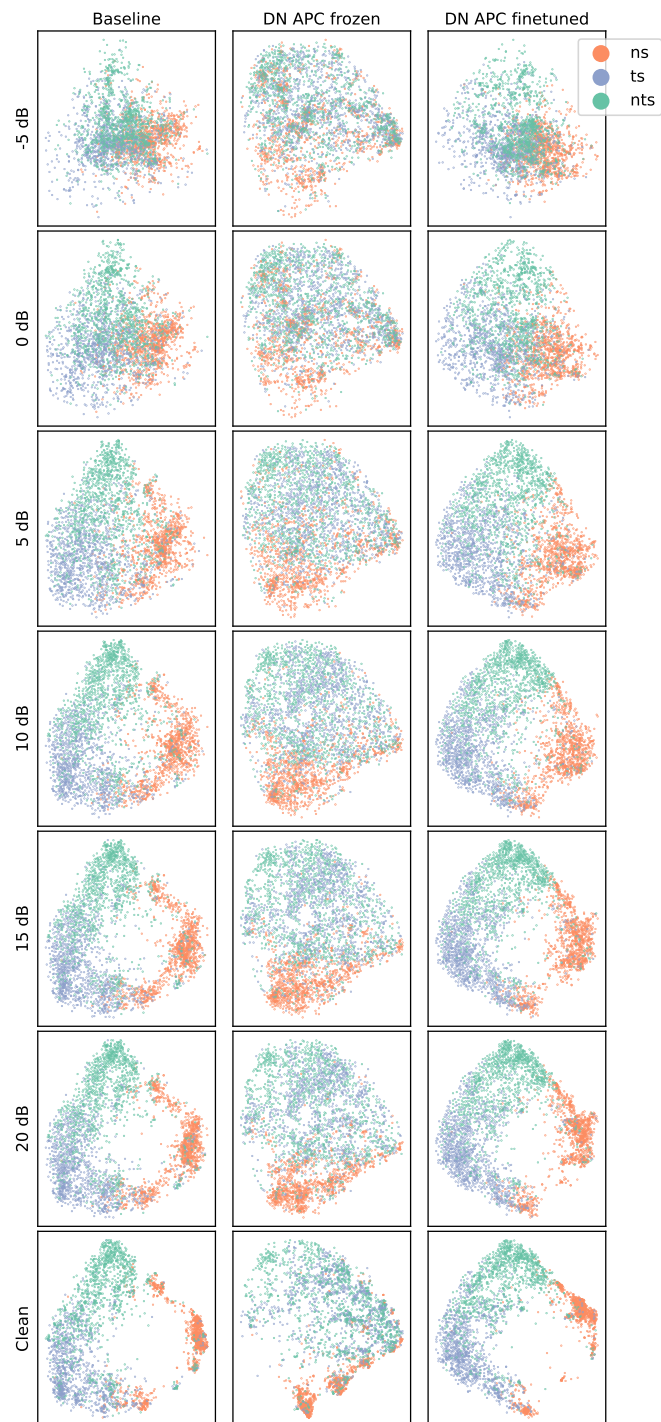 Baseline
DN APC frozen
DN APC finetuned
ns
ts
nts
-5 dB
0 dB
5 dB
10 dB
15 dB
20 dB
Clean